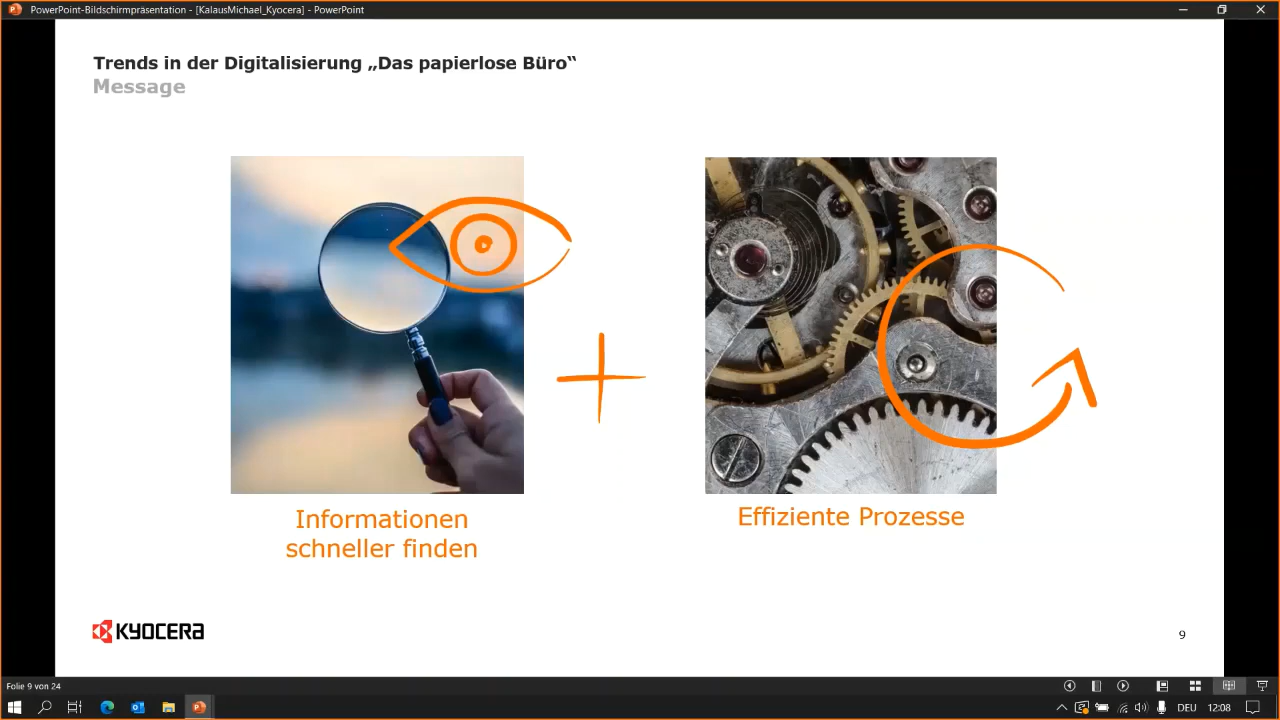 PowerPoint-Bildschirmpräsentation - [KalausMichael_Kyocera] - PowerPoint
Trends in der Digitalisierung „Das papierlose Büro“
Message
Informationen
schneller finden
Effiziente Prozesse
KYOCERA
9
Folie 9 von 24
DEU
12:08